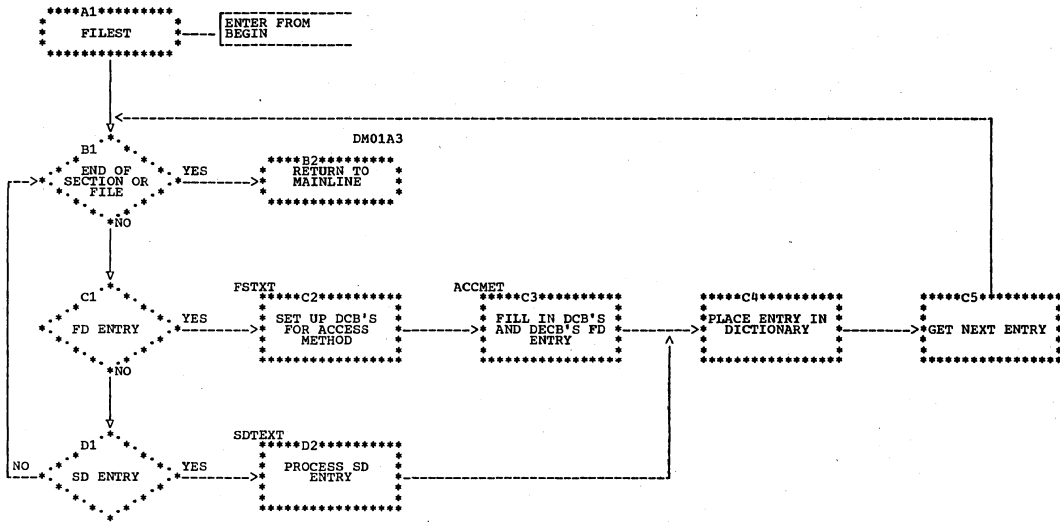 A1
FILEST
ENTER FROM
BEGIN
DM01A3
B1
END OF
SECTION OR
FILE
YES
B2
RETURN TO
MAINLINE
NO
C1
FD ENTRY
YES
FSTXT
C2
SET UP DCB'S
FOR ACCESS
METHOD
ACCMET
C3
FILL IN DCB'S
AND DECB'S FD
ENTRY
C4
PLACE ENTRY IN
DICTIONARY
C5
GET NEXT ENTRY
NO
D1
SD ENTRY
NO
YES
SDTEXT
D2
PROCESS SD
ENTRY